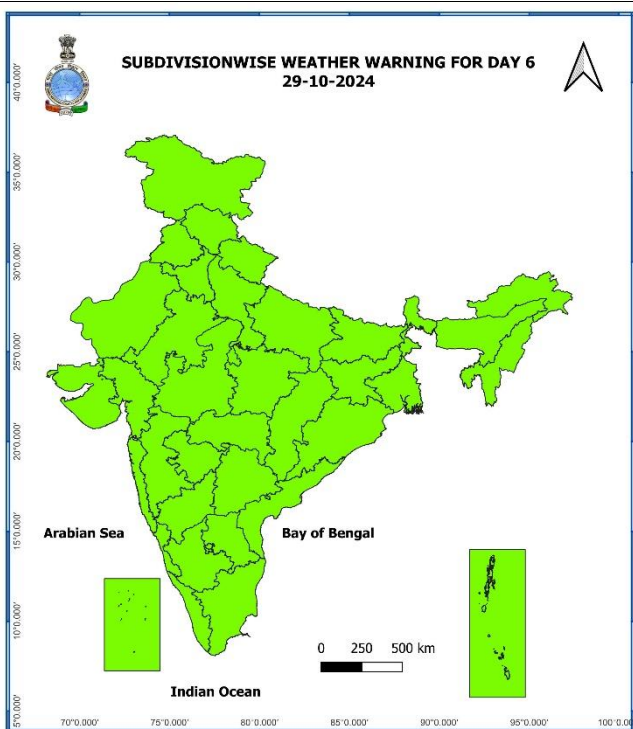 SUBDIVISIONWISE WEATHER WARNING FOR DAY 6
29-10-2024
40°0.000'
35°0.000'
30°0.000'
25°0.000'
20°0.000'
15°0.000'
10°0.000'
5°0.000'
Arabian Sea
Bay of Bengal
0 250 500 km
Indian Ocean
70°0.000' 75°0.000' 80°0.000' 85°0.000' 90°0.000' 95°0.000'